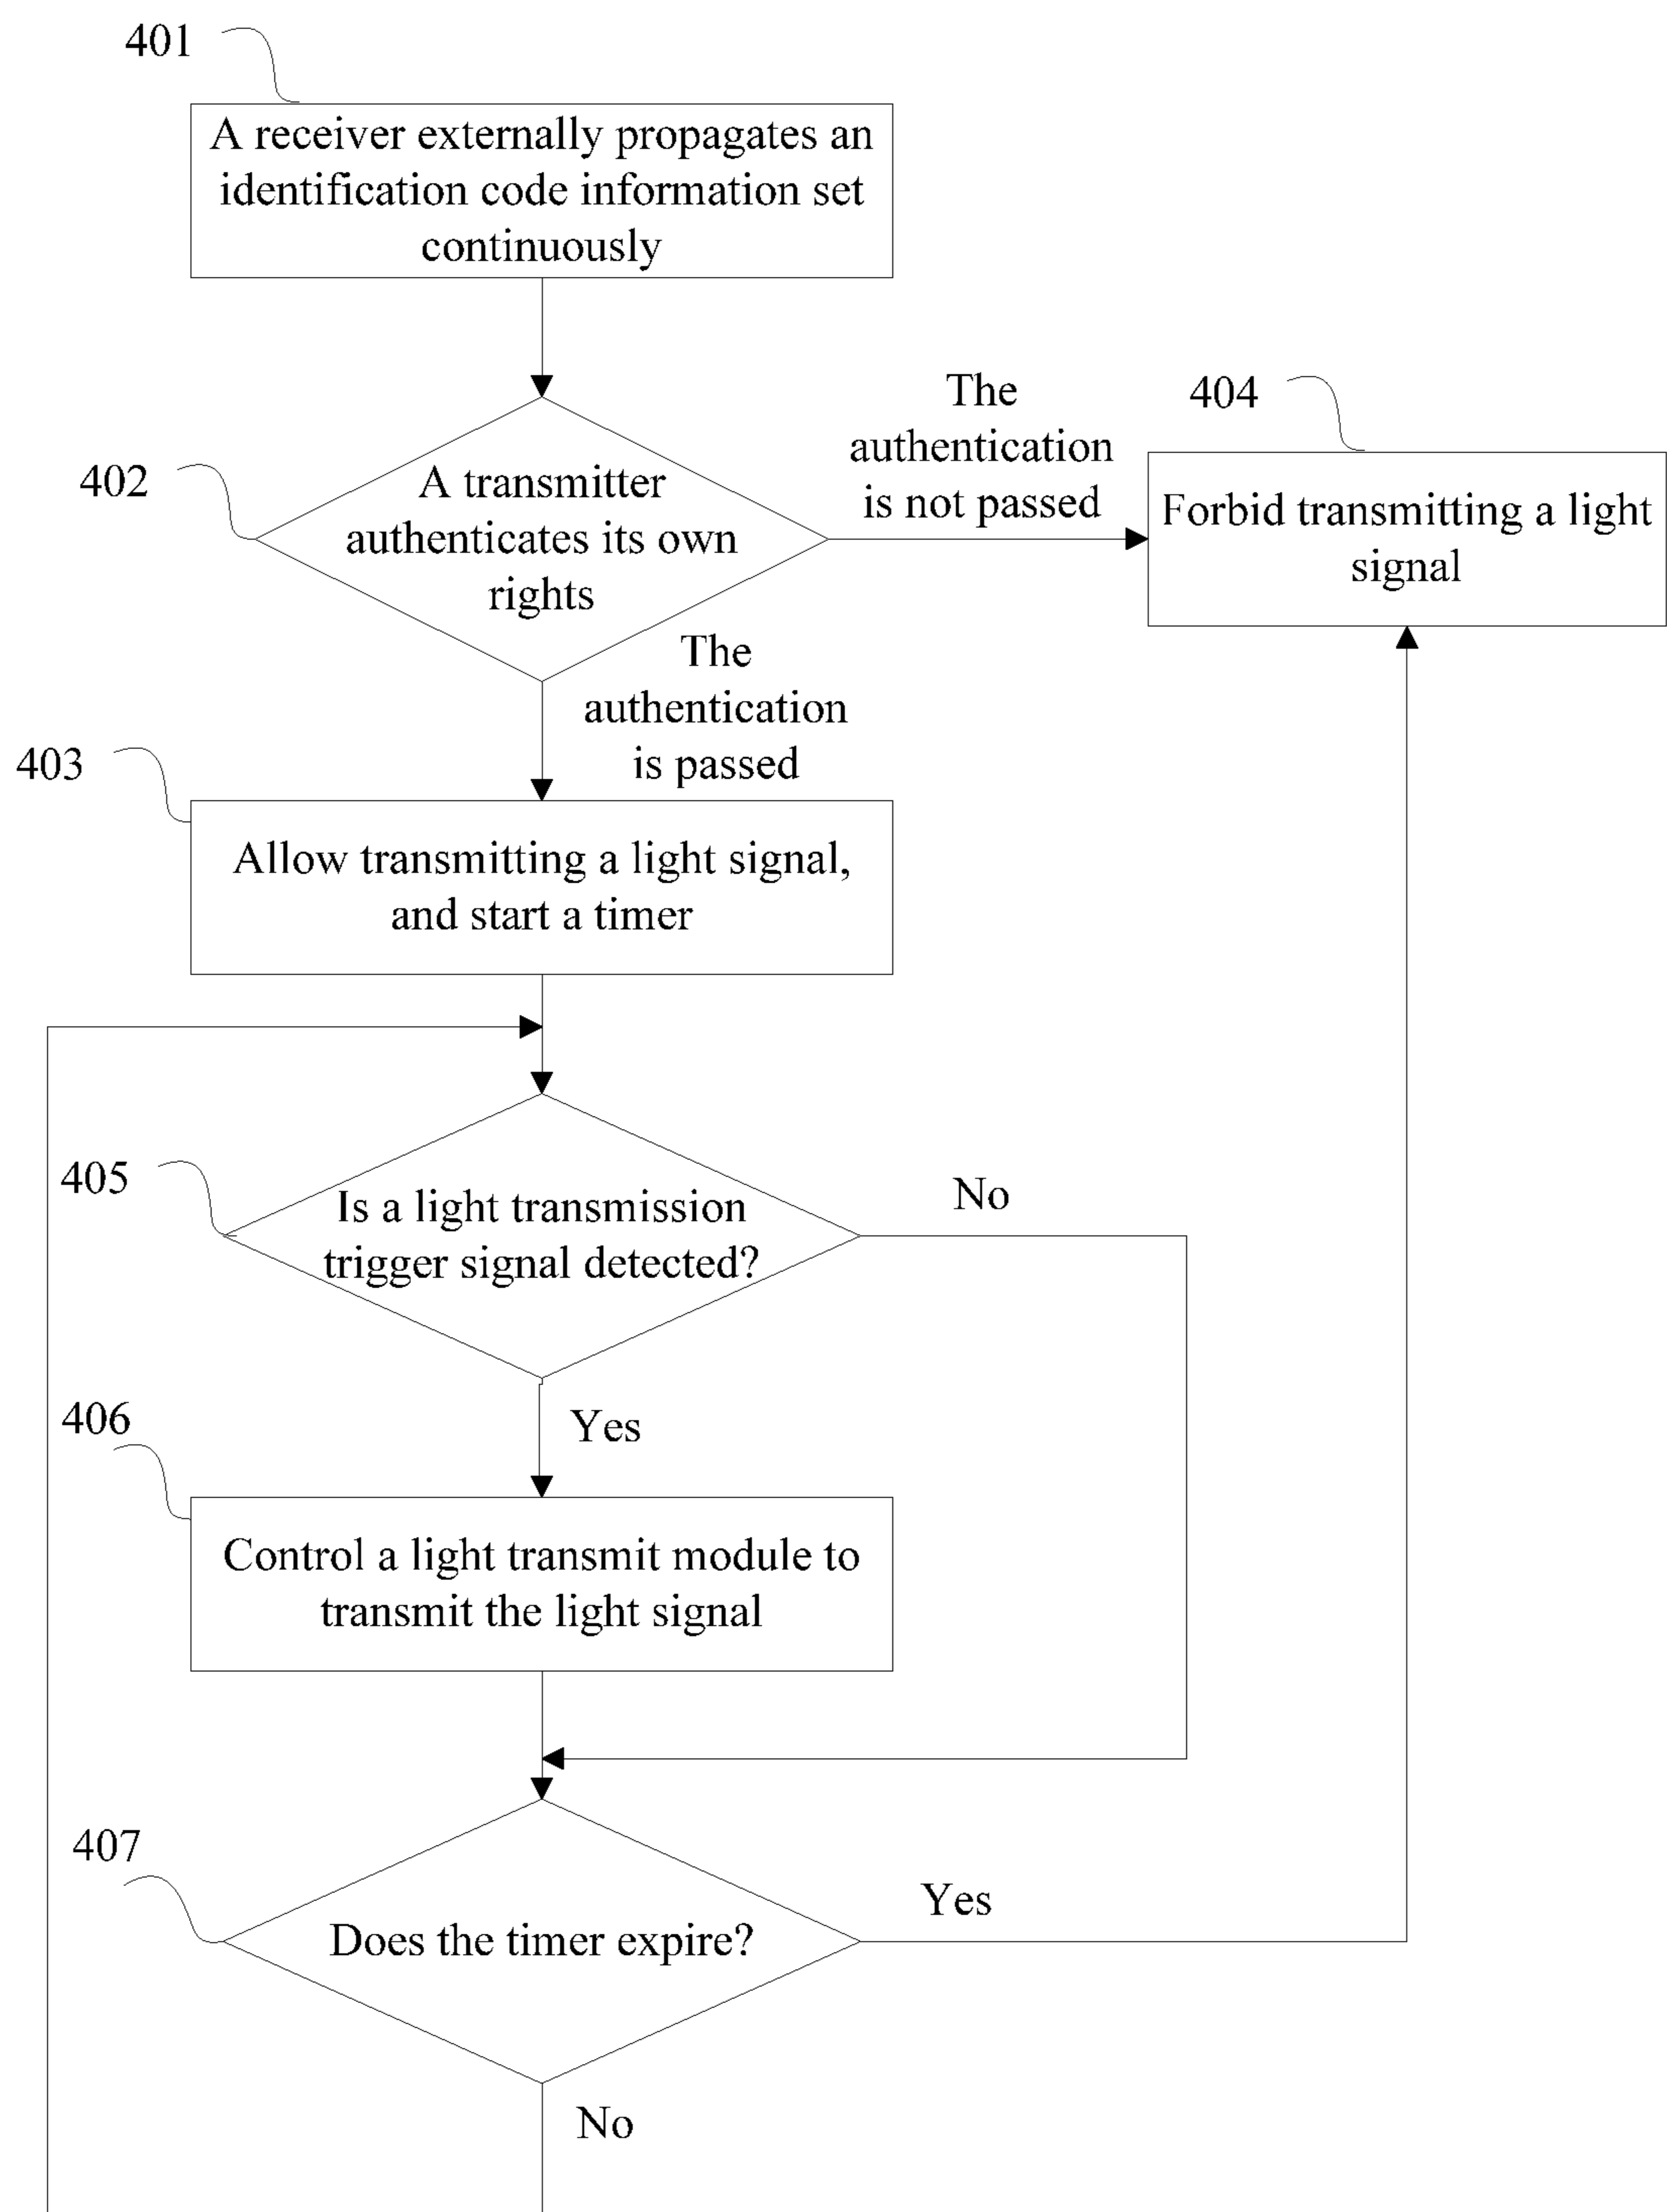 401
A receiver externally propagates an
identification code information set
continuously
402
A transmitter
authenticates its own
rights
The
authentication
is not passed
404
Forbid transmitting a light
signal
The
authentication
is passed
403
Allow transmitting a light signal,
and start a timer
405
Is a light transmission
trigger signal detected?
No
Yes
406
Control a light transmit module to
transmit the light signal
407
Does the timer expire?
Yes
No